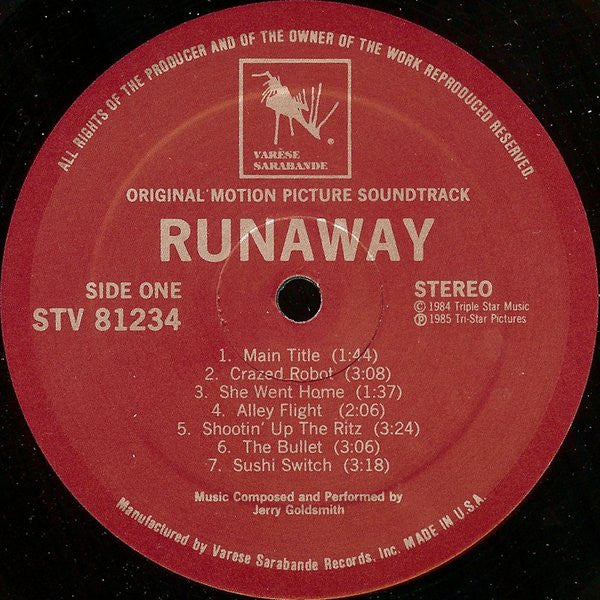 ALL RIGHTS OF THE PRODUCER AND OF THE OWNER OF THE WORK REPRODUCED RESERVED.
VARÈSE
SARABANDE
®
ORIGINAL MOTION PICTURE SOUNDTRACK
RUNAWAY
SIDE ONE
STV 81234
STEREO
© 1984 Triple Star Music
℗ 1985 Tri-Star Pictures
1. Main Title (1:44)
2. Crazed Robot (3:08)
3. She Went Home (1:37)
4. Alley Flight (2:06)
5. Shootin' Up The Ritz (3:24)
6. The Bullet (3:06)
7. Sushi Switch (3:18)
Music Composed and Performed by
Jerry Goldsmith
Manufactured by Varese Sarabande Records, Inc. MADE IN U.S.A.